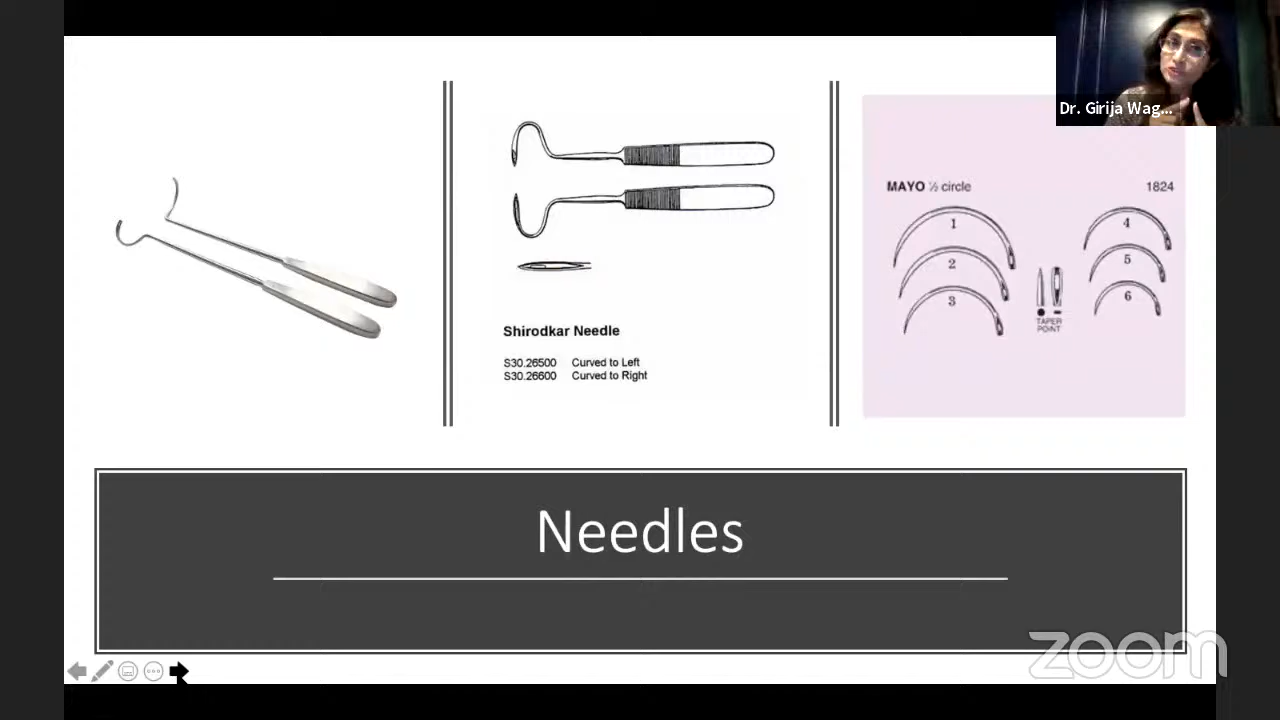 Dr. Girija Wag...
MAYO ½ circle 1824
1
2
3
4
5
6
TAPER
POINT
Shirodkar Needle
S30.26500 Curved to Left
S30.26600 Curved to Right
Needles
zoom